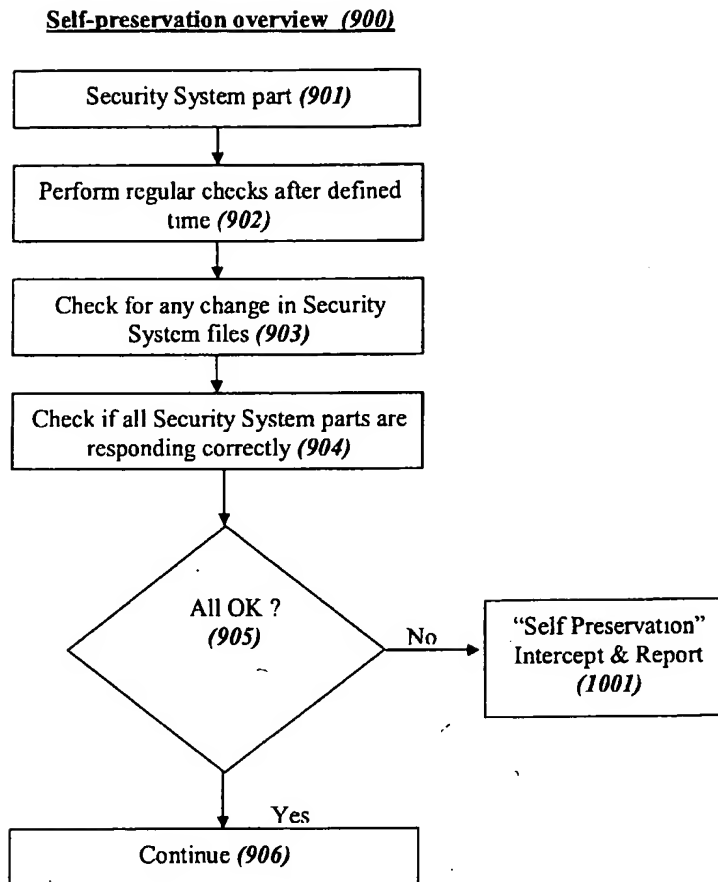 Self-preservation overview (900)
Security System part (901)
Perform regular checks after defined
time (902)
Check for any change in Security
System files (903)
Check if all Security System parts are
responding correctly (904)
All OK ?
(905)
No
"Self Preservation"
Intercept & Report
(1001)
Yes
Continue (906)